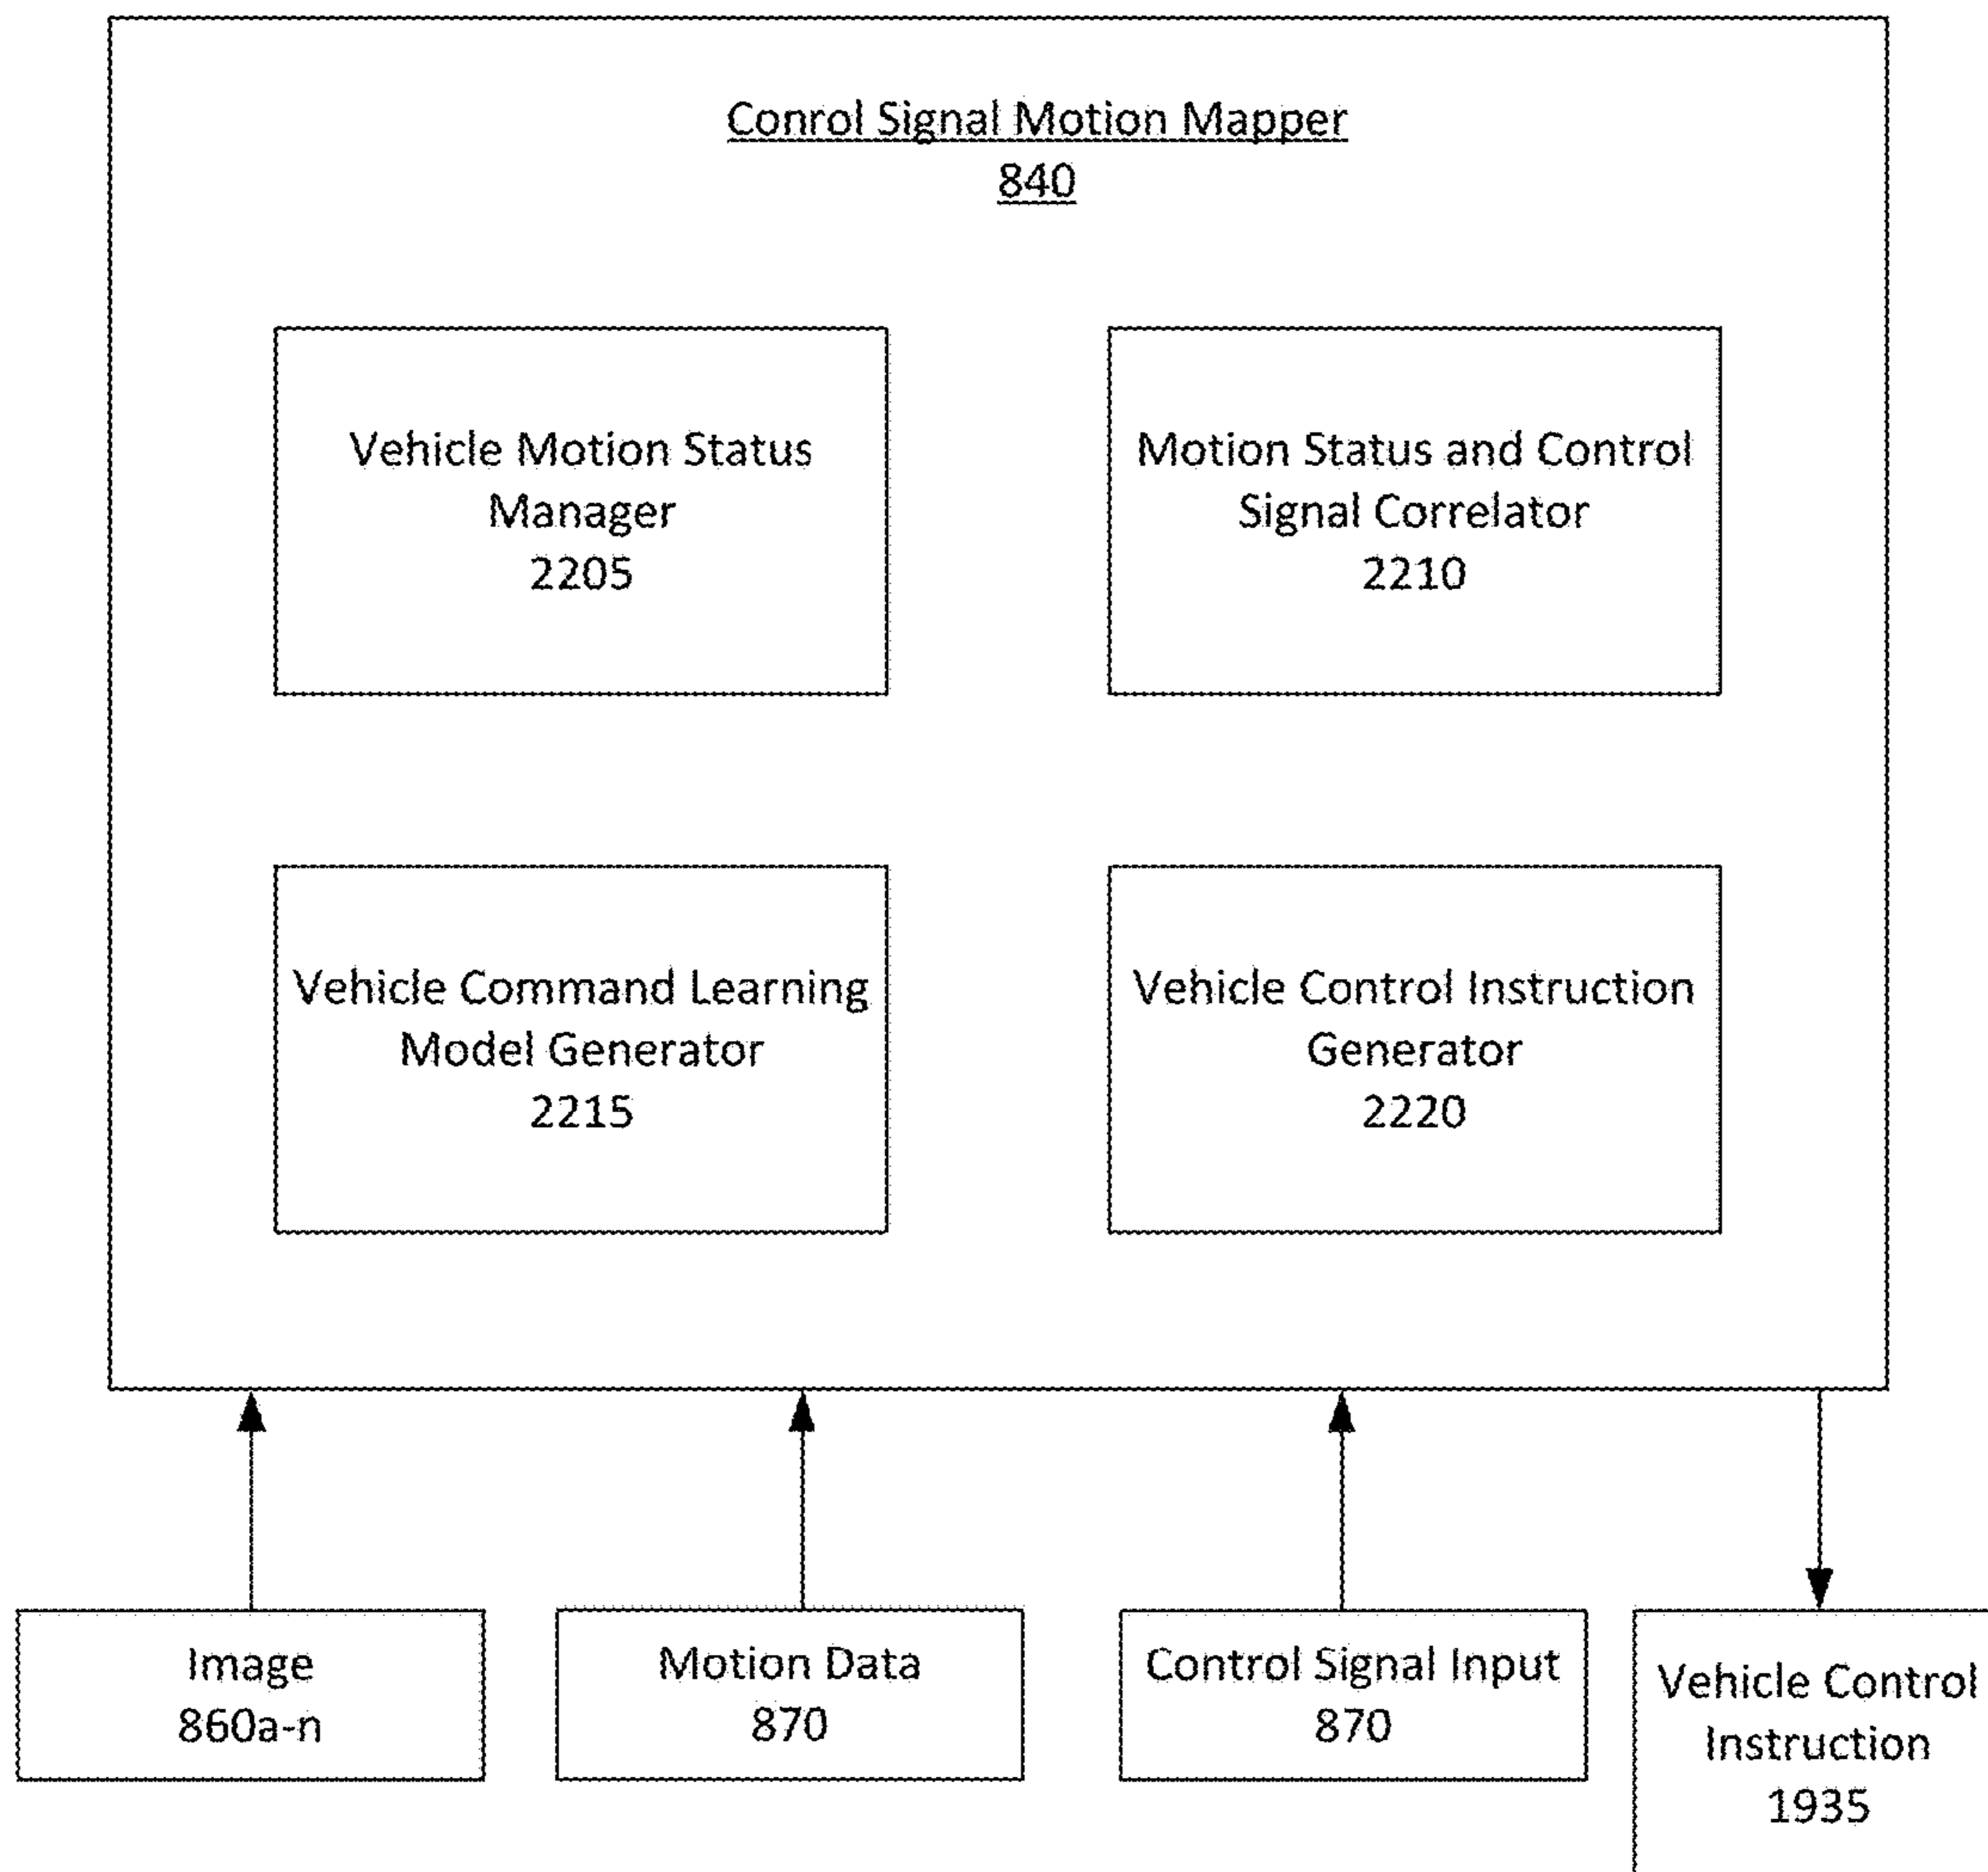 Conrol Signal Motion Mapper
840
Vehicle Motion Status
Manager
2205
Motion Status and Control
Signal Correlator
2210
Vehicle Command Learning
Model Generator
2215
Vehicle Control Instruction
Generator
2220
Image
860a-n
Motion Data
870
Control Signal Input
870
Vehicle Control
Instruction
1935